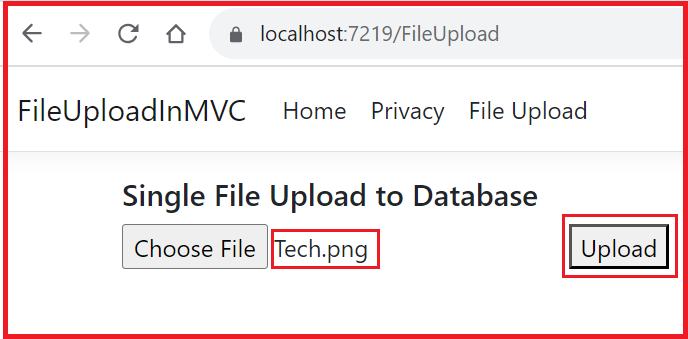 localhost:7219/FileUpload
FileUploadInMVC Home Privacy File Upload
Single File Upload to Database
Choose File Tech.png Upload